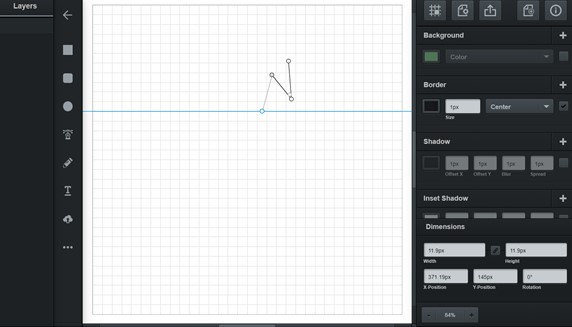 Layers
Background
Color
Border
1px
Center
Size
Shadow
1px 1px 1px 1px
Offset X Offset Y Blur Spread
Inset Shadow
Dimensions
11.9px 11.9px
Width Height
371.19px 145px 0°
X-Position Y-Position Rotation
- 84% +
T